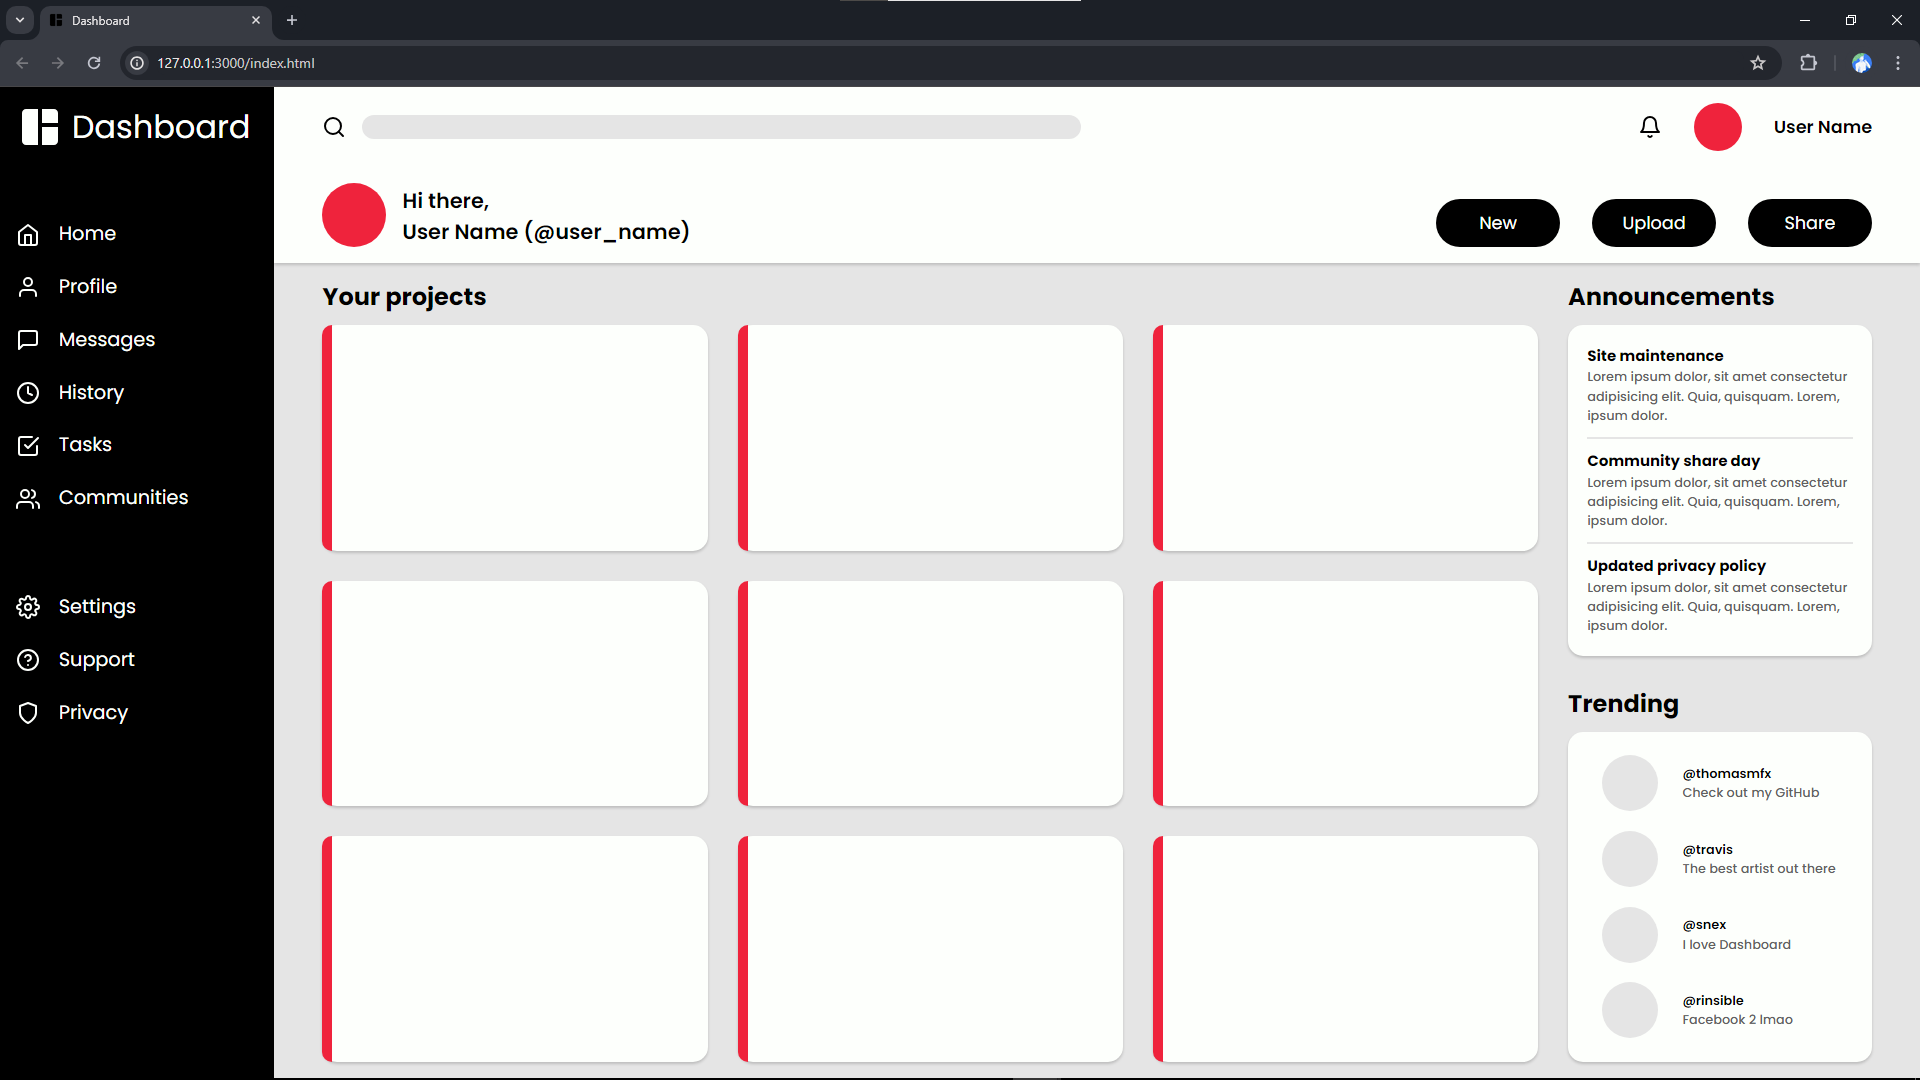 Dashboard
127.0.0.1:3000/index.html
Dashboard
Home
Profile
Messages
History
Tasks
Communities
Settings
Support
Privacy
User Name
Hi there,
User Name (@user_name)
New
Upload
Share
Your projects
Announcements
Site maintenance
Lorem ipsum dolor, sit amet consectetur
adipisicing elit. Quia, quisquam. Lorem,
ipsum dolor.
Community share day
Lorem ipsum dolor, sit amet consectetur
adipisicing elit. Quia, quisquam. Lorem,
ipsum dolor.
Updated privacy policy
Lorem ipsum dolor, sit amet consectetur
adipisicing elit. Quia, quisquam. Lorem,
ipsum dolor.
Trending
@thomasmfx
Check out my GitHub
@travis
The best artist out there
@snex
I love Dashboard
@rinsible
Facebook 2 lmao